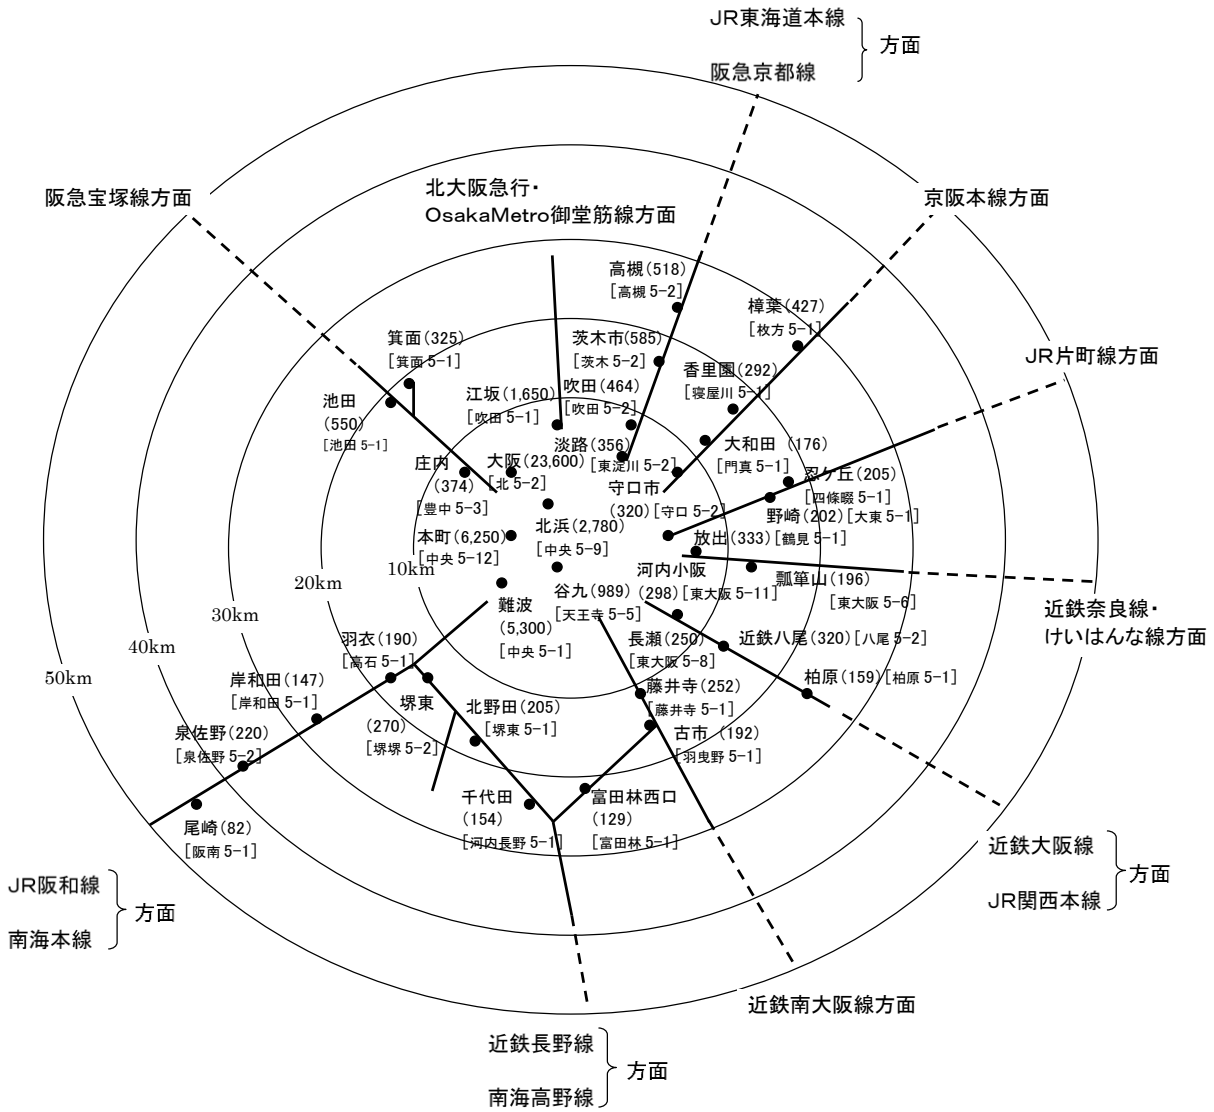 JR東海道本線
方面
阪急京都線
阪急宝塚線方面
北大阪急行・
OsakaMetro御堂筋線方面
京阪本線方面
高槻(518)
[高槻 5-2]
樟葉(427)
[枚方 5-1]
箕面(325)
[箕面 5-1]
茨木市(585)
[茨木 5-2]
JR片町線方面
香里園(292)
[寝屋川 5-1]
池田
(550)
[池田 5-1]
江坂(1,650)
[吹田 5-1]
吹田(464)
[吹田 5-2]
淡路(356)
[東淀川 5-2]
大和田 (176)
[門真 5-1]
庄内
(374)
[豊中 5-3]
大阪(23,600)
[北 5-2]
守口市
(320)[守口 5-2]
忍ケ丘(205)
[四條畷 5-1]
野崎(202)[大東 5-1]
本町(6,250)
[中央 5-12]
北浜(2,780)
[中央 5-9]
放出(333)[鶴見 5-1]
10km
20km
30km
40km
50km
河内小阪
(298)[東大阪 5-11]
瓢箪山(196)
[東大阪 5-6]
近鉄奈良線・
けいはんな線方面
難波
(5,300)
[中央 5-1]
谷九(989)
[天王寺 5-5]
長瀬(250)
[東大阪 5-8]
近鉄八尾(320)[八尾 5-2]
柏原(159)[柏原 5-1]
羽衣(190)
[高石 5-1]
岸和田(147)
[岸和田 5-1]
堺東
(270)
[堺堺 5-2]
北野田(205)
[堺東 5-1]
藤井寺(252)
[藤井寺 5-1]
古市(192)
[羽曳野 5-1]
泉佐野(220)
[泉佐野 5-2]
尾崎(82)
[阪南 5-1]
千代田
(154)
[河内長野 5-1]
富田林西口
(129)
[富田林 5-1]
JR阪和線
方面
南海本線
近鉄大阪線
方面
JR関西本線
近鉄南大阪線方面
近鉄長野線
方面
南海高野線